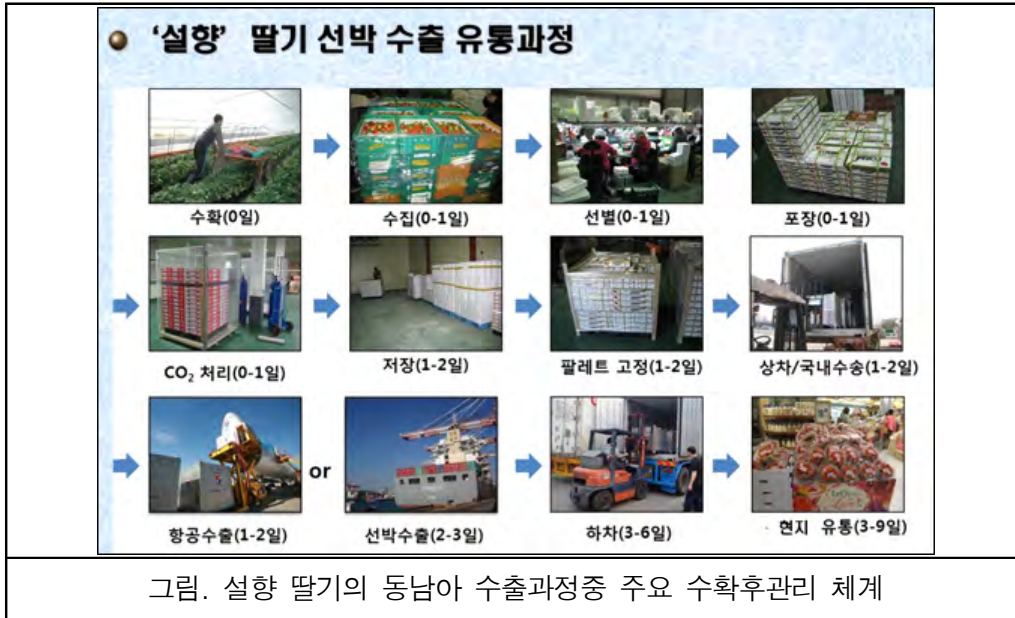 ‘설향’ 딸기 선박 수출 유통과정
수확(0일)
수집(0-1일)
선별(0-1일)
포장(0-1일)
CO₂ 처리(0-1일)
저장(1-2일)
팔레트 고정(1-2일)
상차/국내수송(1-2일)
항공수출(1-2일)
or
선박수출(2-3일)
하차(3-6일)
현지 유통(3-9일)
그림. 설향 딸기의 동남아 수출과정중 주요 수확후관리 체계